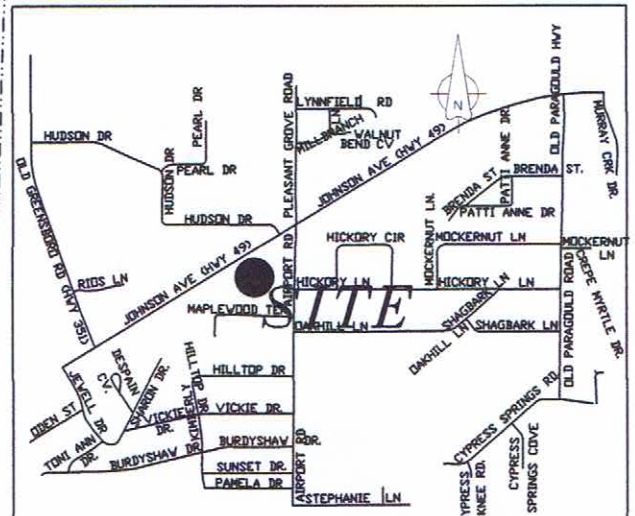 LYNNFIELD RD
MILLBRANCH LN
WALNUT
BEND CV
PLEASANT GROVE ROAD
N
OLD PARAGOULD HWY
MURRAY CRK DR.
PEARL DR
HUDSON DR
HUDSON DR
PEARL DR
HUDSON DR
JOHNSON AVE (HWY 49)
PATTI ANNE DR
BRENDA ST.
BRENDA ST
PATTI ANNE DR
OLD GREENSBORO RD (HWY 351)
HICKORY CIR
MOCKERNUT LN.
MOCKERNUT LN
MOCKERNUT
LN
CREPE MYRTLE DR.
JOHNSON AVE (HWY 49)
RIOS LN
AIRPORT RD
HICKORY LN
HICKORY LN
SITE
MAPLEWOOD TER
OAKHILL LN
SHAGBARK LN
SHAGBARK LN
OAKHILL LN
OLD PARAGOULD ROAD
DESPAIN
CV.
SHARON DR.
HILLTOP DR
HILLTOP DR
JEWELL DR
ODEN ST
VICKIE
DR.
KIMBERLY
VICKIE DR.
CYPRESS SPRINGS RD.
TONI ANN
DR.
BURDYSHAW DR.
BURDYSHAW DR.
SUNSET DR.
PAMELA DR
AIRPORT RD
STEPHANIE LN
CYPRESS
KNEE RD.
CYPRESS
SPRINGS COVE